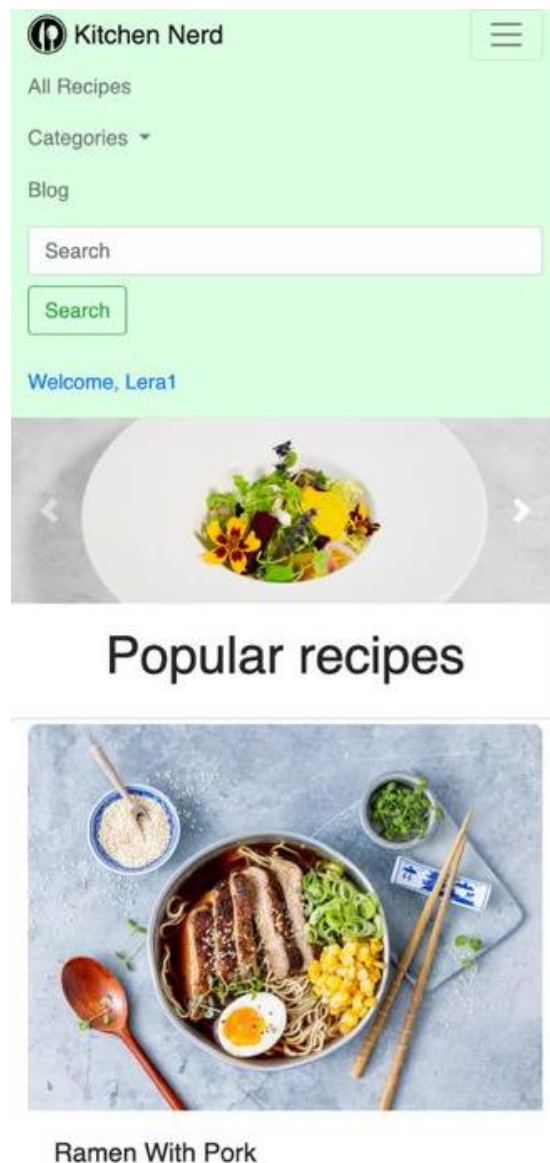 Kitchen Nerd
All Recipes
Categories
Blog
Search
Search
Welcome, Lera1
Popular recipes
Ramen With Pork